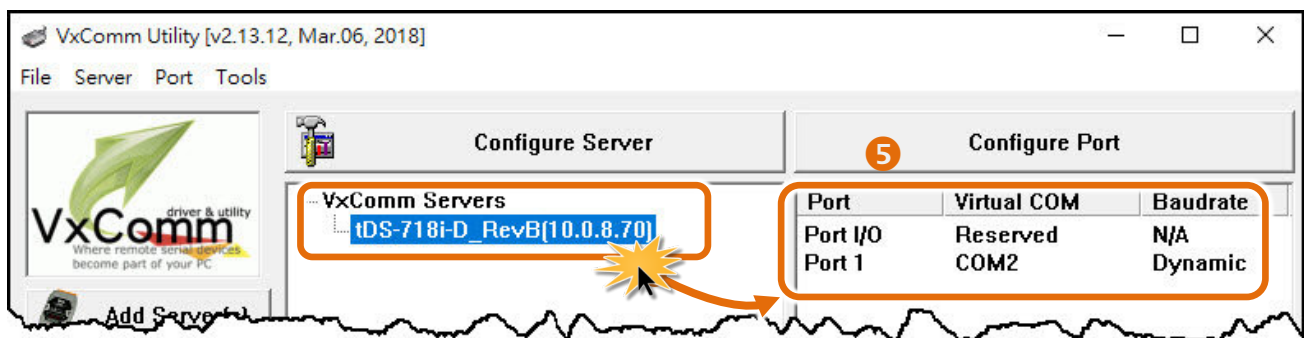 VxComm Utility [v2.13.12, Mar.06, 2018]
File Server Port Tools
Configure Server
5 Configure Port
VxComm
driver & utility
Where remote serial devices
become part of your PC
VxComm Servers
tDS-718i-D_RevB(10.0.8.70)
Port Virtual COM Baudrate
Port I/O Reserved N/A
Port 1 COM2 Dynamic
Add Server(s)